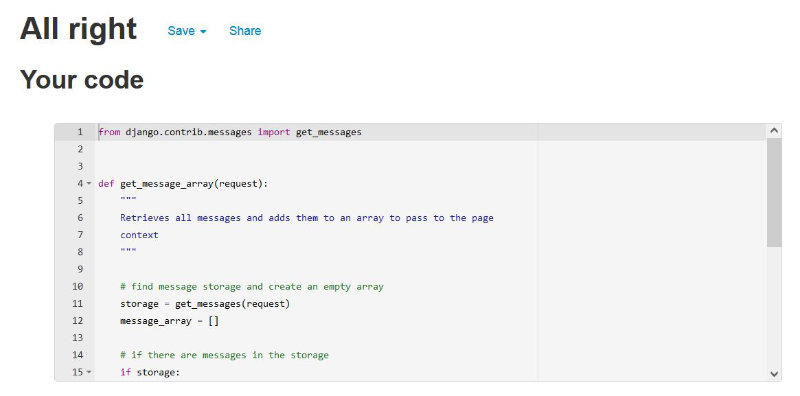 All right Save Share
Your code
1 from django.contrib.messages import get_messages
2
3
4 def get_message_array(request):
5 """
6 Retrieves all messages and adds them to an array to pass to the page
7 context
8 """
9
10 # find message storage and create an empty array
11 storage = get_messages(request)
12 message_array = []
13
14 # if there are messages in the storage
15 if storage: